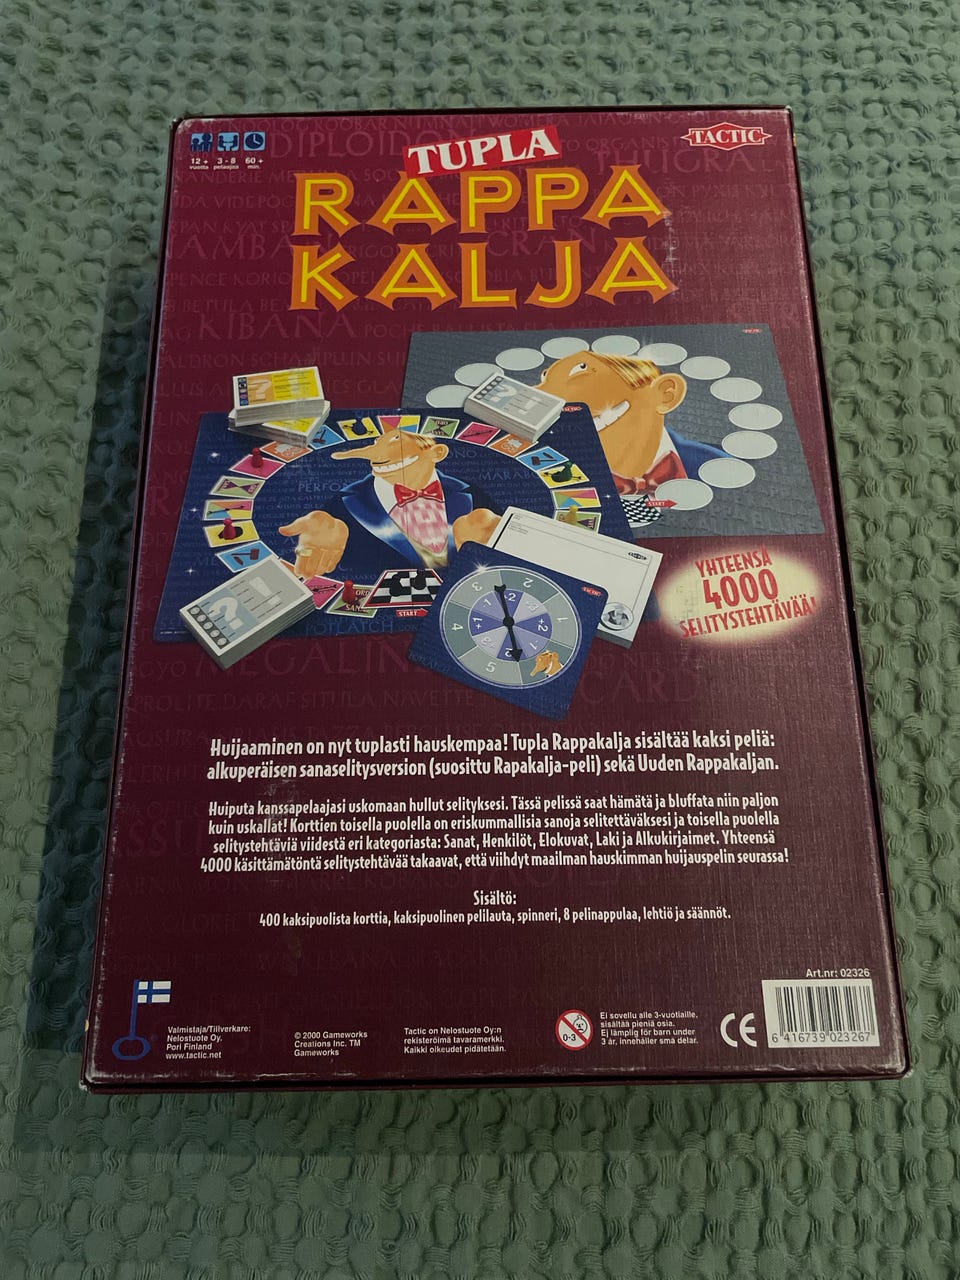 12 +
vuotta
3 - 8
pelaajaa
60 +
min.
TUPLA
TACTIC
RAPPA
KALJA
DIPLOIDON
KIBANA
START
START
YHTEENSÄ
4000
SELITYSTEHTÄVÄÄ!
Huijaaminen on nyt tuplasti hauskempaa! Tupla Rappakalja sisältää kaksi peliä:
alkuperäisen sanaselitysversion (suosittu Rapakalja-peli) sekä Uuden Rappakaljan.
Huiputa kanssapelaajasi uskomaan hullut selityksesi. Tässä pelissä saat hämätä ja bluffata niin paljon
kuin uskallat! Korttien toisella puolella on eriskummallisia sanoja selitettäväksesi ja toisella puolella
selitystehtäviä viidestä eri kategoriasta: Sanat, Henkilöt, Elokuvat, Laki ja Alkukirjaimet. Yhteensä
4000 käsittämätöntä selitystehtävää takaavat, että viihdyt maailman hauskimman huijauspelin seurassa!
Sisältö:
400 kaksipuolista korttia, kaksipuolinen pelilauta, spinneri, 8 pelinappulaa, lehtiö ja säännöt.
Art.nr: 02326
Valmistaja/Tillverkare:
Nelostuote Oy.
Pori Finland
www.tactic.net
© 2000 Gameworks
Creations Inc. TM
Gameworks
Tactic on Nelostuote Oy:n
rekisteröimä tavaramerkki.
Kaikki oikeudet pidätetään.
0-3
Ei sovellu alle 3-vuotiaille,
sisältää pieniä osia.
Ej lämplig för barn under
3 år, innehåller små delar.
CE
6 416739 023267